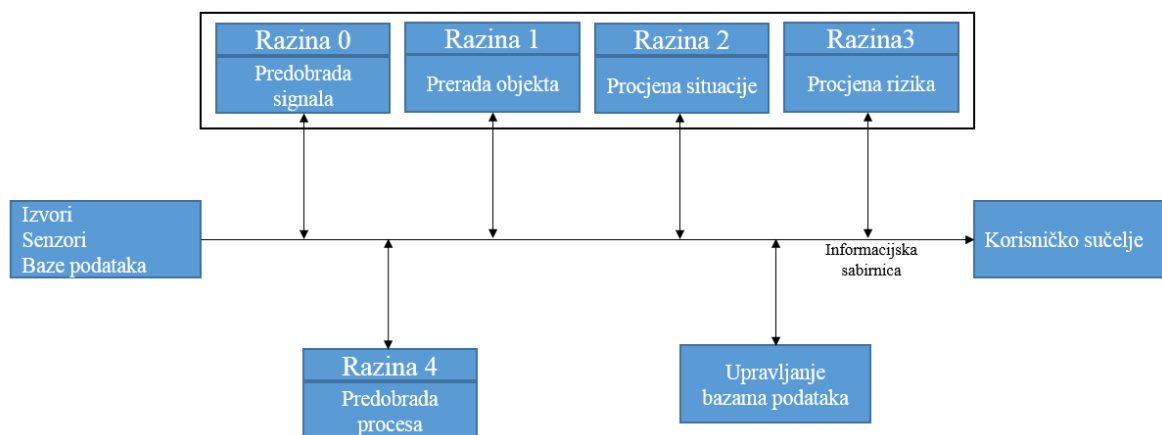 Razina 0
Predobrada
signala
Razina 1
Prerada objekta
Razina 2
Procjena situacije
Razina3
Procjena rizika
Izvori
Senzori
Baze podataka
Informacijska
sabirnica
Korisničko sučelje
Razina 4
Predobrada
procesa
Upravljanje
bazama podataka